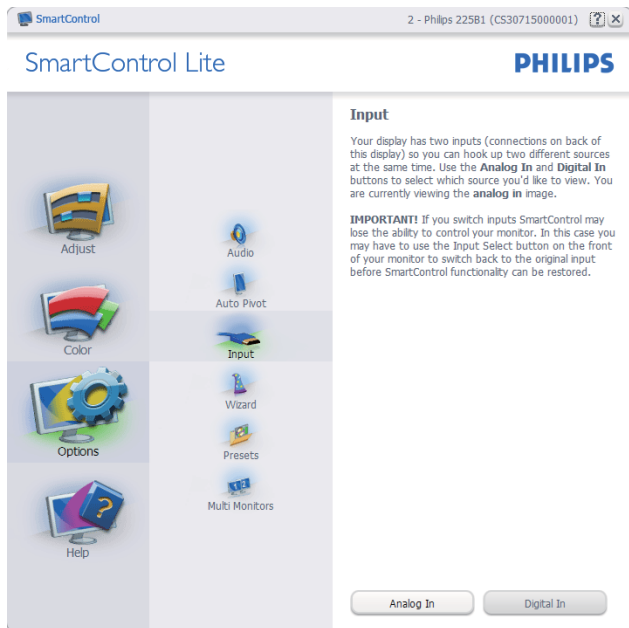 SmartControl
2 - Philips 225B1 (CS30715000001)
?
SmartControl Lite
PHILIPS
Adjust
Color
Options
Help
Audio
Auto Pivot
Input
Wizard
Presets
Multi Monitors
Input
Your display has two inputs (connections on back of
this display) so you can hook up two different sources
at the same time. Use the Analog In and Digital In
buttons to select which source you'd like to view. You
are currently viewing the analog in image.
IMPORTANT! If you switch inputs SmartControl may
lose the ability to control your monitor. In this case you
may have to use the Input Select button on the front
of your monitor to switch back to the original input
before SmartControl functionality can be restored.
Analog In
Digital In